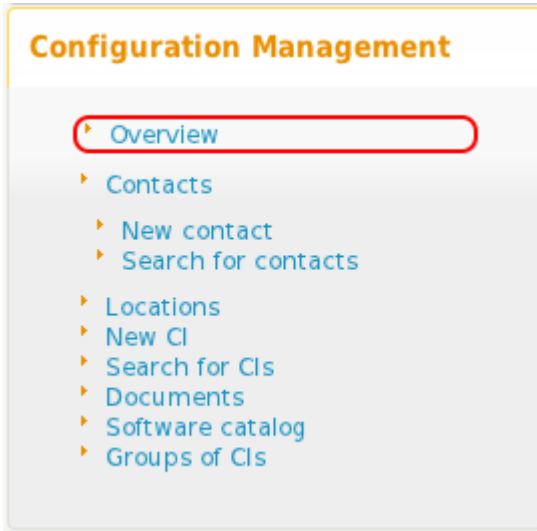 Configuration Management
Overview
Contacts
New contact
Search for contacts
Locations
New CI
Search for CIs
Documents
Software catalog
Groups of CIs